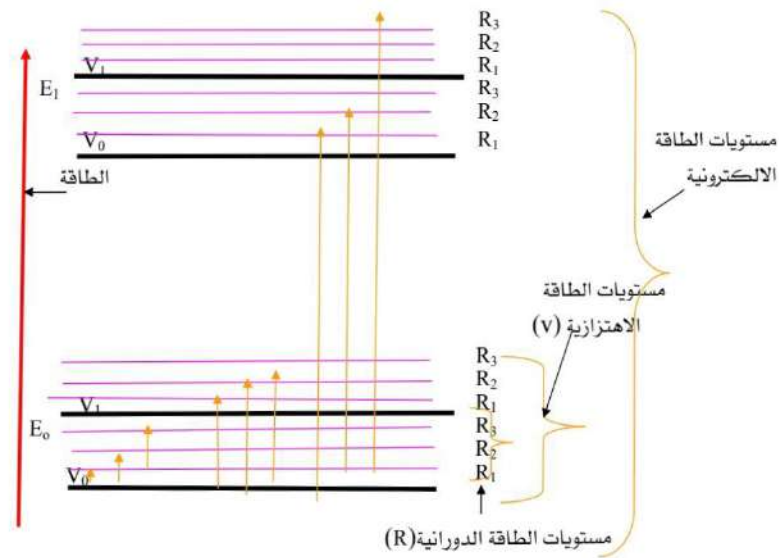 R3
R2
V1
R1
E1
R3
R2
V0
R1
مستويات الطاقة
الالكترونية
الطاقة
مستويات الطاقة
الاهتزازية (v)
R3
R2
V1
R1
Eo
R3
R2
V0
R1
مستويات الطاقة الدورانية(R)